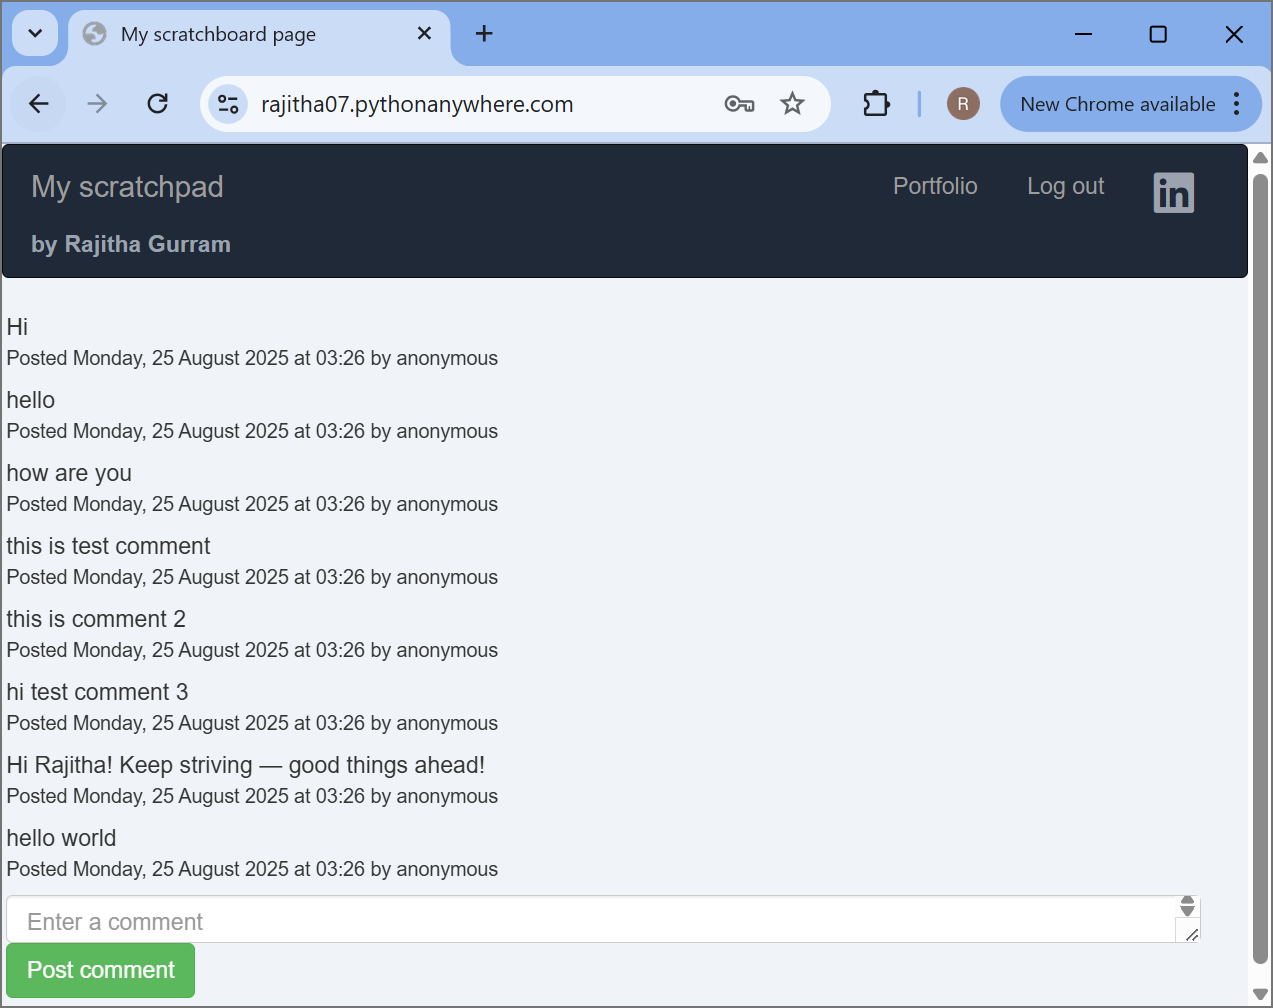 My scratchboard page
rajitha07.pythonanywhere.com
R
New Chrome available
My scratchpad
Portfolio
Log out
in
by Rajitha Gurram
Hi
Posted Monday, 25 August 2025 at 03:26 by anonymous
hello
Posted Monday, 25 August 2025 at 03:26 by anonymous
how are you
Posted Monday, 25 August 2025 at 03:26 by anonymous
this is test comment
Posted Monday, 25 August 2025 at 03:26 by anonymous
this is comment 2
Posted Monday, 25 August 2025 at 03:26 by anonymous
hi test comment 3
Posted Monday, 25 August 2025 at 03:26 by anonymous
Hi Rajitha! Keep striving — good things ahead!
Posted Monday, 25 August 2025 at 03:26 by anonymous
hello world
Posted Monday, 25 August 2025 at 03:26 by anonymous
Enter a comment
Post comment